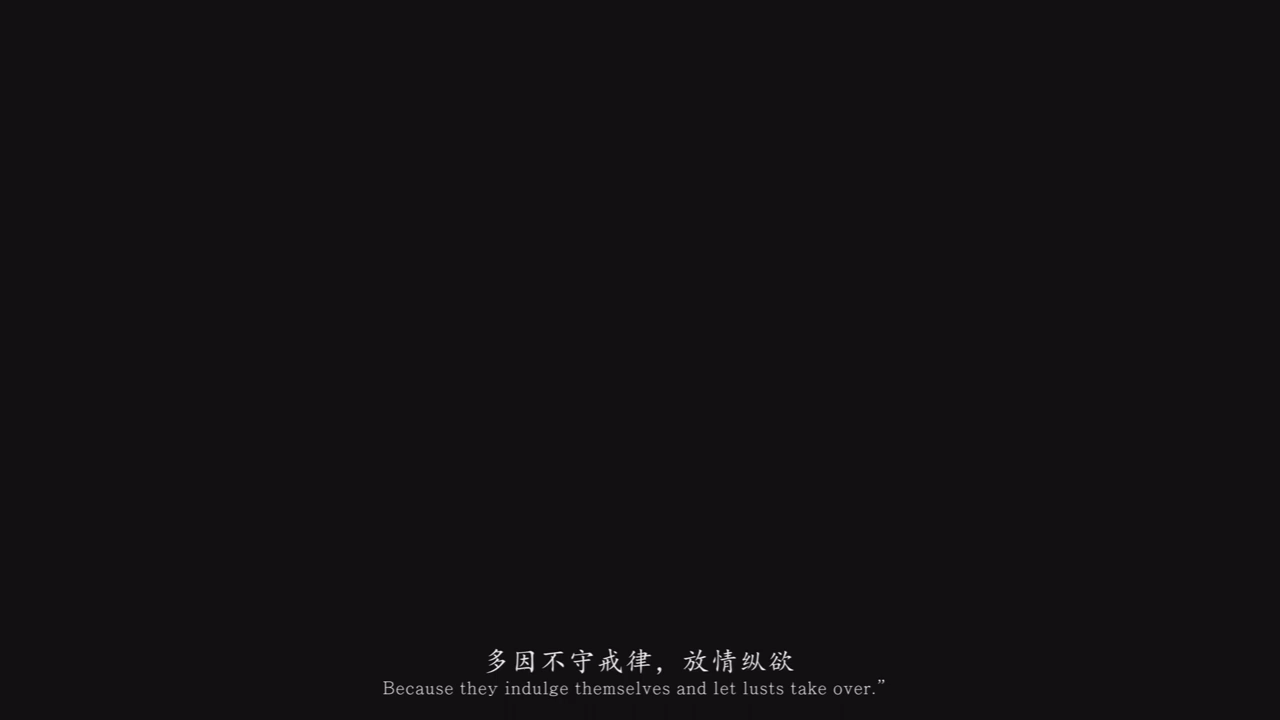 多因不守戒律，放情纵欲
Because they indulge themselves and let lusts take over.”